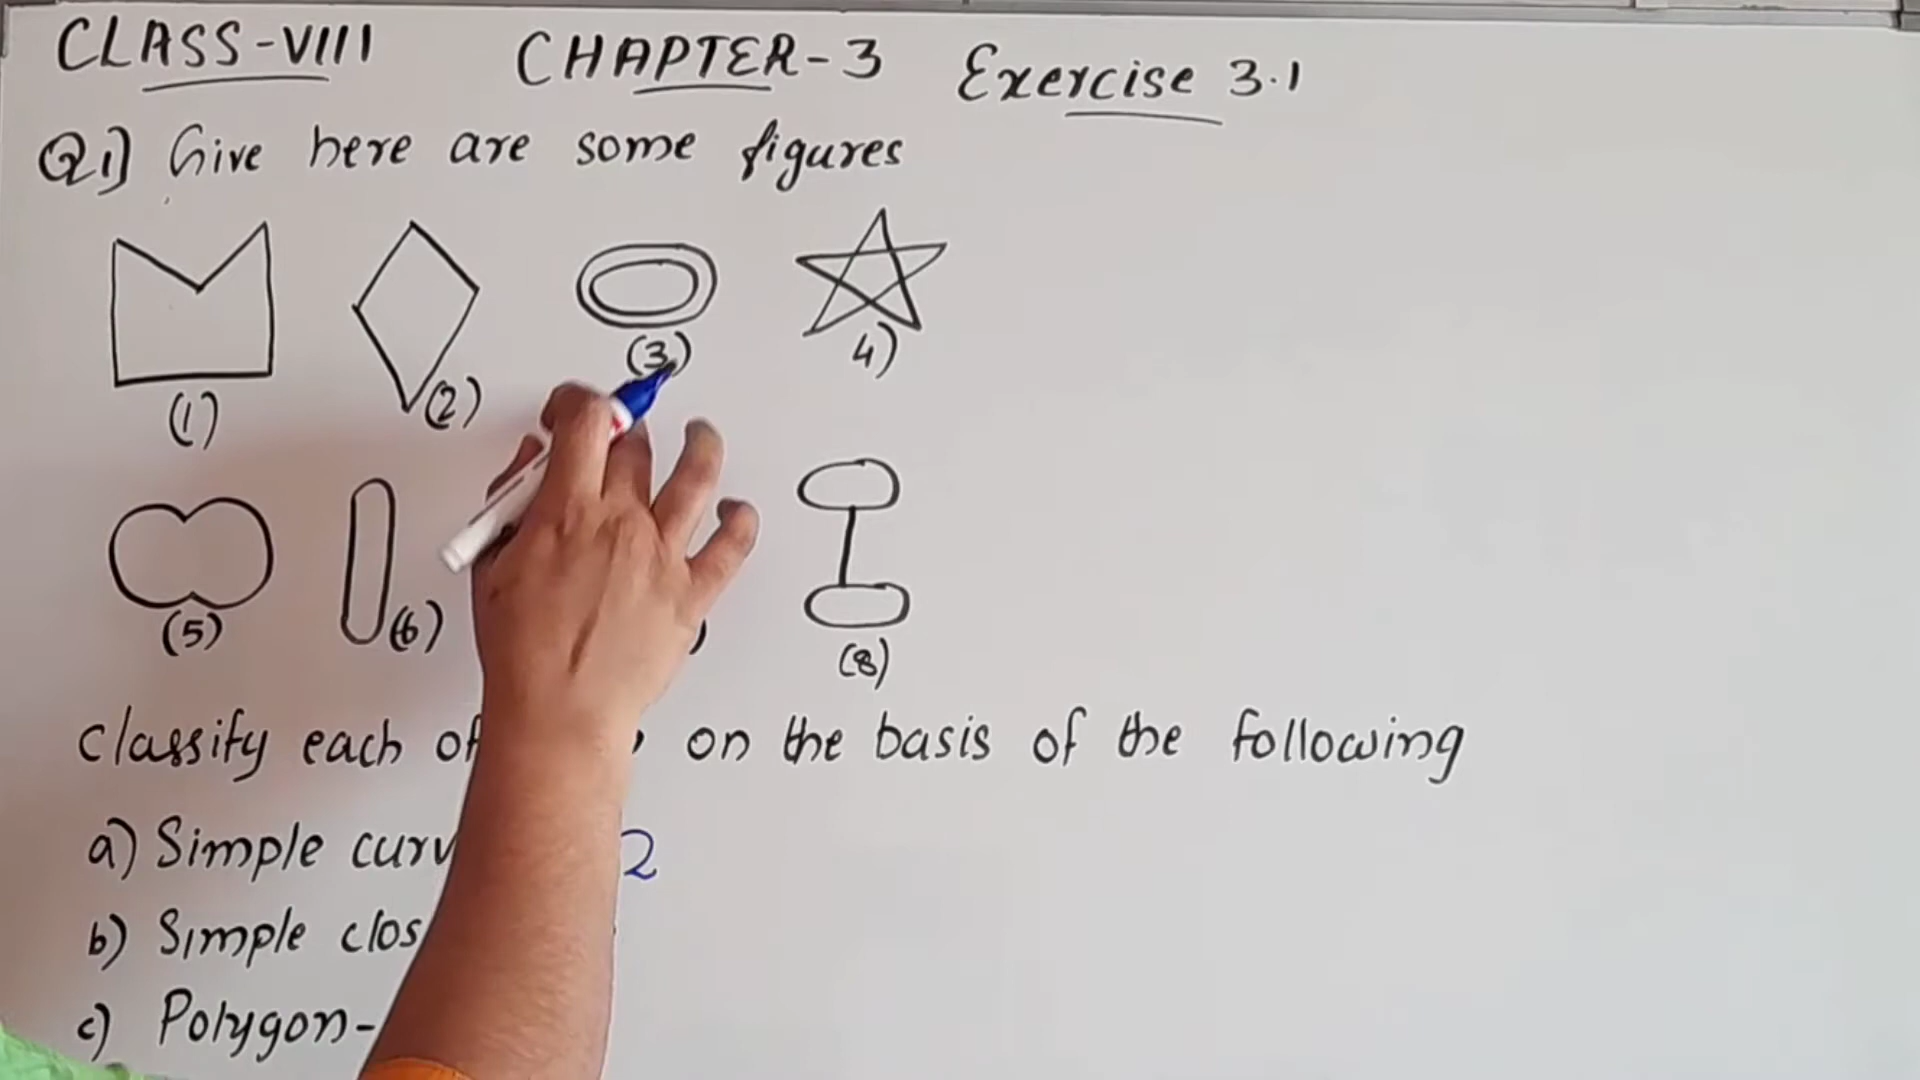 CLASS-VIII CHAPTER-3 Exercise 3.1
Q1] Give here are some figures
(1) (2) (3) 4)
(5) (6) ) (8)
classify each of on the basis of the following
a) Simple curv 2
b) Simple clos
c) Polygon-